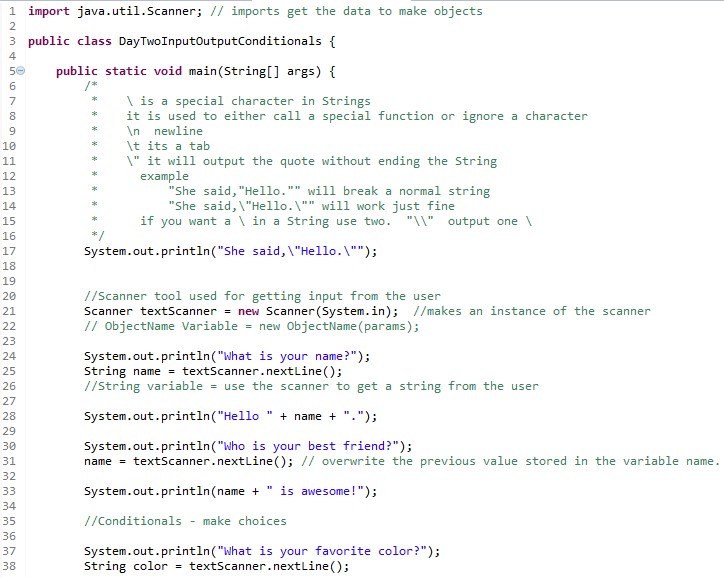 1 import java.util.Scanner; // imports get the data to make objects
2
3 public class DayTwoInputOutputConditionals {
4
5     public static void main(String[] args) {
6         /*
7          *    \ is a special character in Strings
8          *    it is used to either call a special function or ignore a character
9          *    \n  newline
10          *    \t its a tab
11          *    \" it will output the quote without ending the String
12          *      example
13          *          "She said,"Hello."" will break a normal string
14          *          "She said,\"Hello.\"" will work just fine
15          *      if you want a \ in a String use two.  "\\"  output one \
16          */
17         System.out.println("She said,\"Hello.\"");
18
19
20         //Scanner tool used for getting input from the user
21         Scanner textScanner = new Scanner(System.in);  //makes an instance of the scanner
22         // ObjectName Variable = new ObjectName(params);
23
24         System.out.println("What is your name?");
25         String name = textScanner.nextLine();
26         //String variable = use the scanner to get a string from the user
27
28         System.out.println("Hello " + name + ".");
29
30         System.out.println("Who is your best friend?");
31         name = textScanner.nextLine(); // overwrite the previous value stored in the variable name.
32
33         System.out.println(name + " is awesome!");
34
35         //Conditionals - make choices
36
37         System.out.println("What is your favorite color?");
38         String color = textScanner.nextLine();